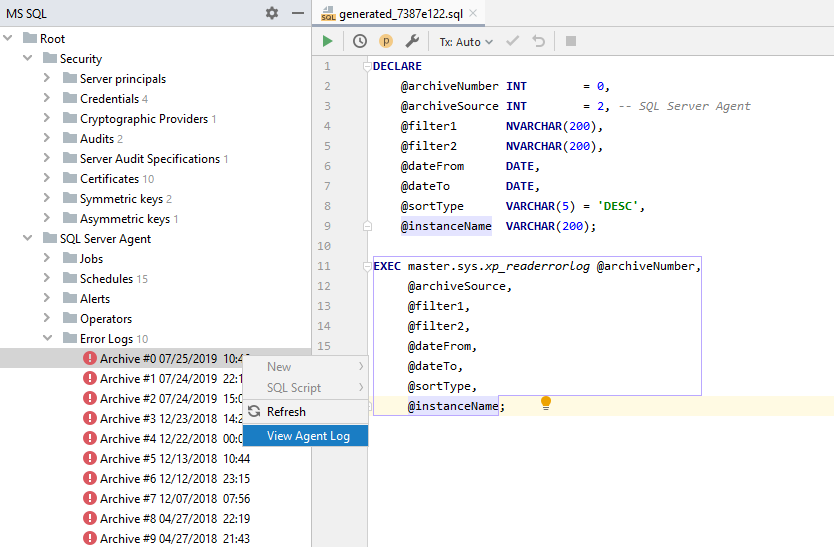 MS SQL
Root
Security
Server principals
Credentials 4
Cryptographic Providers 1
Audits 2
Server Audit Specifications 1
Certificates 10
Symmetric keys 2
Asymmetric keys 1
SQL Server Agent
Jobs
Schedules 15
Alerts
Operators
Error Logs 10
Archive #0 07/25/2019 10:4
Archive #1 07/24/2019 22:1
Archive #2 07/24/2019 15:0
Archive #3 12/23/2018 14:2
Archive #4 12/22/2018 00:0
Archive #5 12/13/2018 10:44
Archive #6 12/12/2018 23:15
Archive #7 12/07/2018 07:56
Archive #8 04/27/2018 22:19
Archive #9 04/27/2018 21:43
New
SQL Script
Refresh
View Agent Log
SQL generated_7387e122.sql
p Tx: Auto
1 DECLARE
2 @archiveNumber INT = 0,
3 @archiveSource INT = 2, -- SQL Server Agent
4 @filter1 NVARCHAR(200),
5 @filter2 NVARCHAR(200),
6 @dateFrom DATE,
7 @dateTo DATE,
8 @sortType VARCHAR(5) = 'DESC',
9 @instanceName VARCHAR(200);
10
11 EXEC master.sys.xp_readerrorlog @archiveNumber,
12 @archiveSource,
13 @filter1,
14 @filter2,
15 @dateFrom,
@dateTo,
@sortType,
@instanceName;